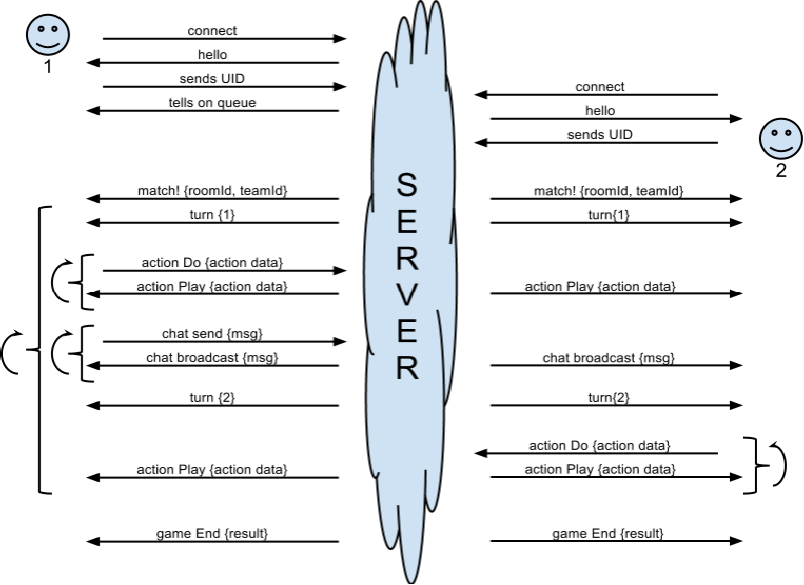 connect
hello
1
sends UID
tells on queue
connect
hello
sends UID
2
SERVER
match! {roomId, teamId}
match! {roomId, teamId}
turn {1}
turn{1}
action Do {action data}
action Play {action data}
action Play {action data}
chat send {msg}
chat broadcast {msg}
chat broadcast {msg}
turn {2}
turn{2}
action Do {action data}
action Play {action data}
action Play {action data}
game End {result}
game End {result}